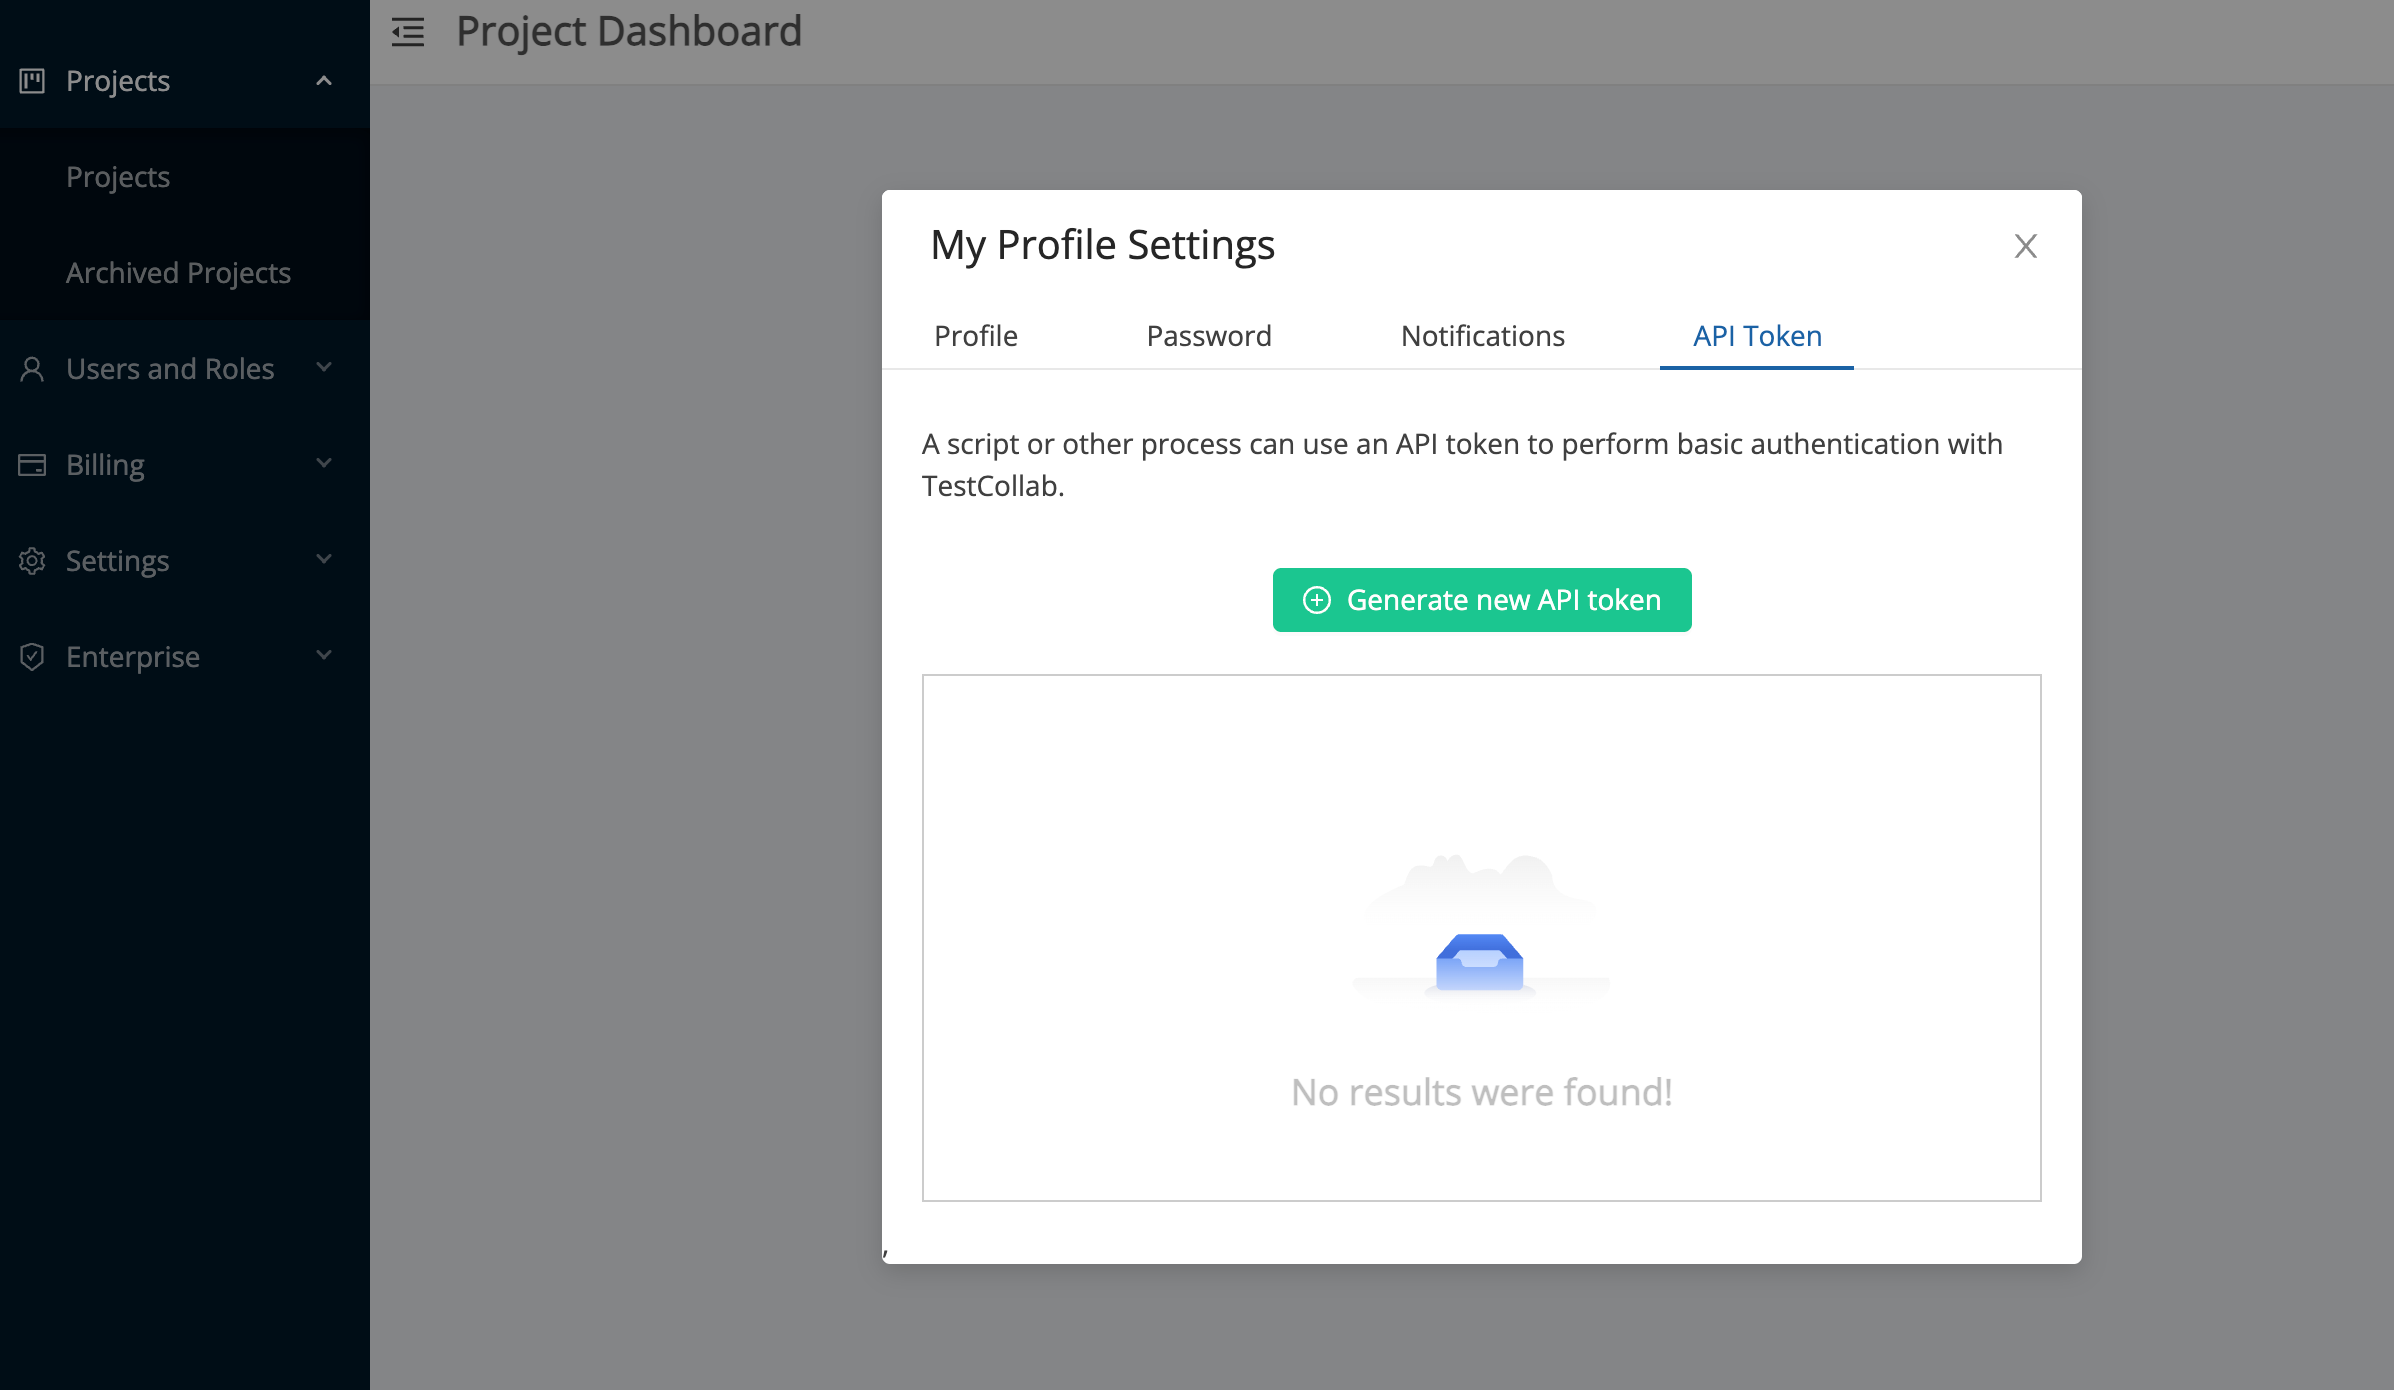 Project Dashboard
Projects
Projects
Archived Projects
Users and Roles
Billing
Settings
Enterprise
My Profile Settings
Profile
Password
Notifications
API Token
A script or other process can use an API token to perform basic authentication with
TestCollab.
Generate new API token
No results were found!
,